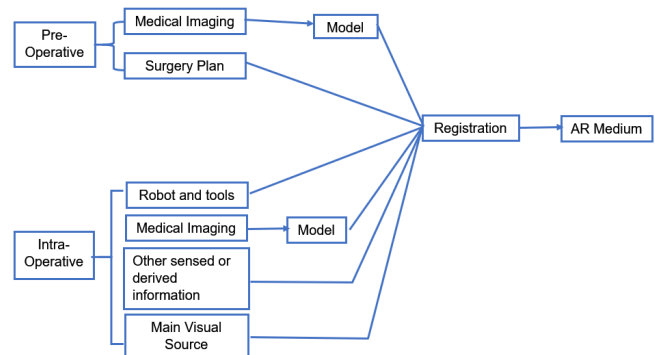 Pre-
Operative
Medical Imaging
Model
Surgery Plan
Registration
AR Medium
Robot and tools
Medical Imaging
Model
Intra-
Operative
Other sensed or
derived
information
Main Visual
Source